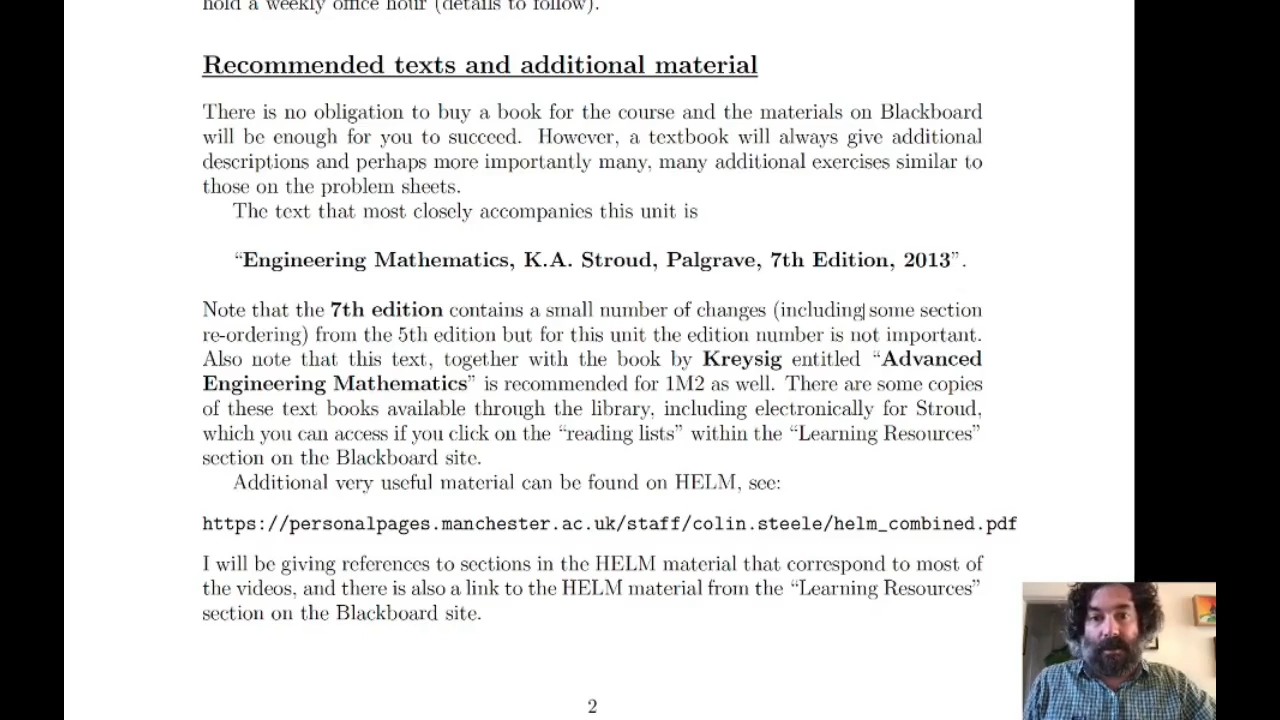 hold a weekly office hour (details to follow).
Recommended texts and additional material
There is no obligation to buy a book for the course and the materials on Blackboard
will be enough for you to succeed. However, a textbook will always give additional
descriptions and perhaps more importantly many, many additional exercises similar to
those on the problem sheets.
The text that most closely accompanies this unit is
“Engineering Mathematics, K.A. Stroud, Palgrave, 7th Edition, 2013”.
Note that the 7th edition contains a small number of changes (including some section
re-ordering) from the 5th edition but for this unit the edition number is not important.
Also note that this text, together with the book by Kreysig entitled “Advanced
Engineering Mathematics” is recommended for 1M2 as well. There are some copies
of these text books available through the library, including electronically for Stroud,
which you can access if you click on the “reading lists” within the “Learning Resources”
section on the Blackboard site.
Additional very useful material can be found on HELM, see:
https://personalpages.manchester.ac.uk/staff/colin.steele/helm_combined.pdf
I will be giving references to sections in the HELM material that correspond to most of
the videos, and there is also a link to the HELM material from the “Learning Resources”
section on the Blackboard site.
2